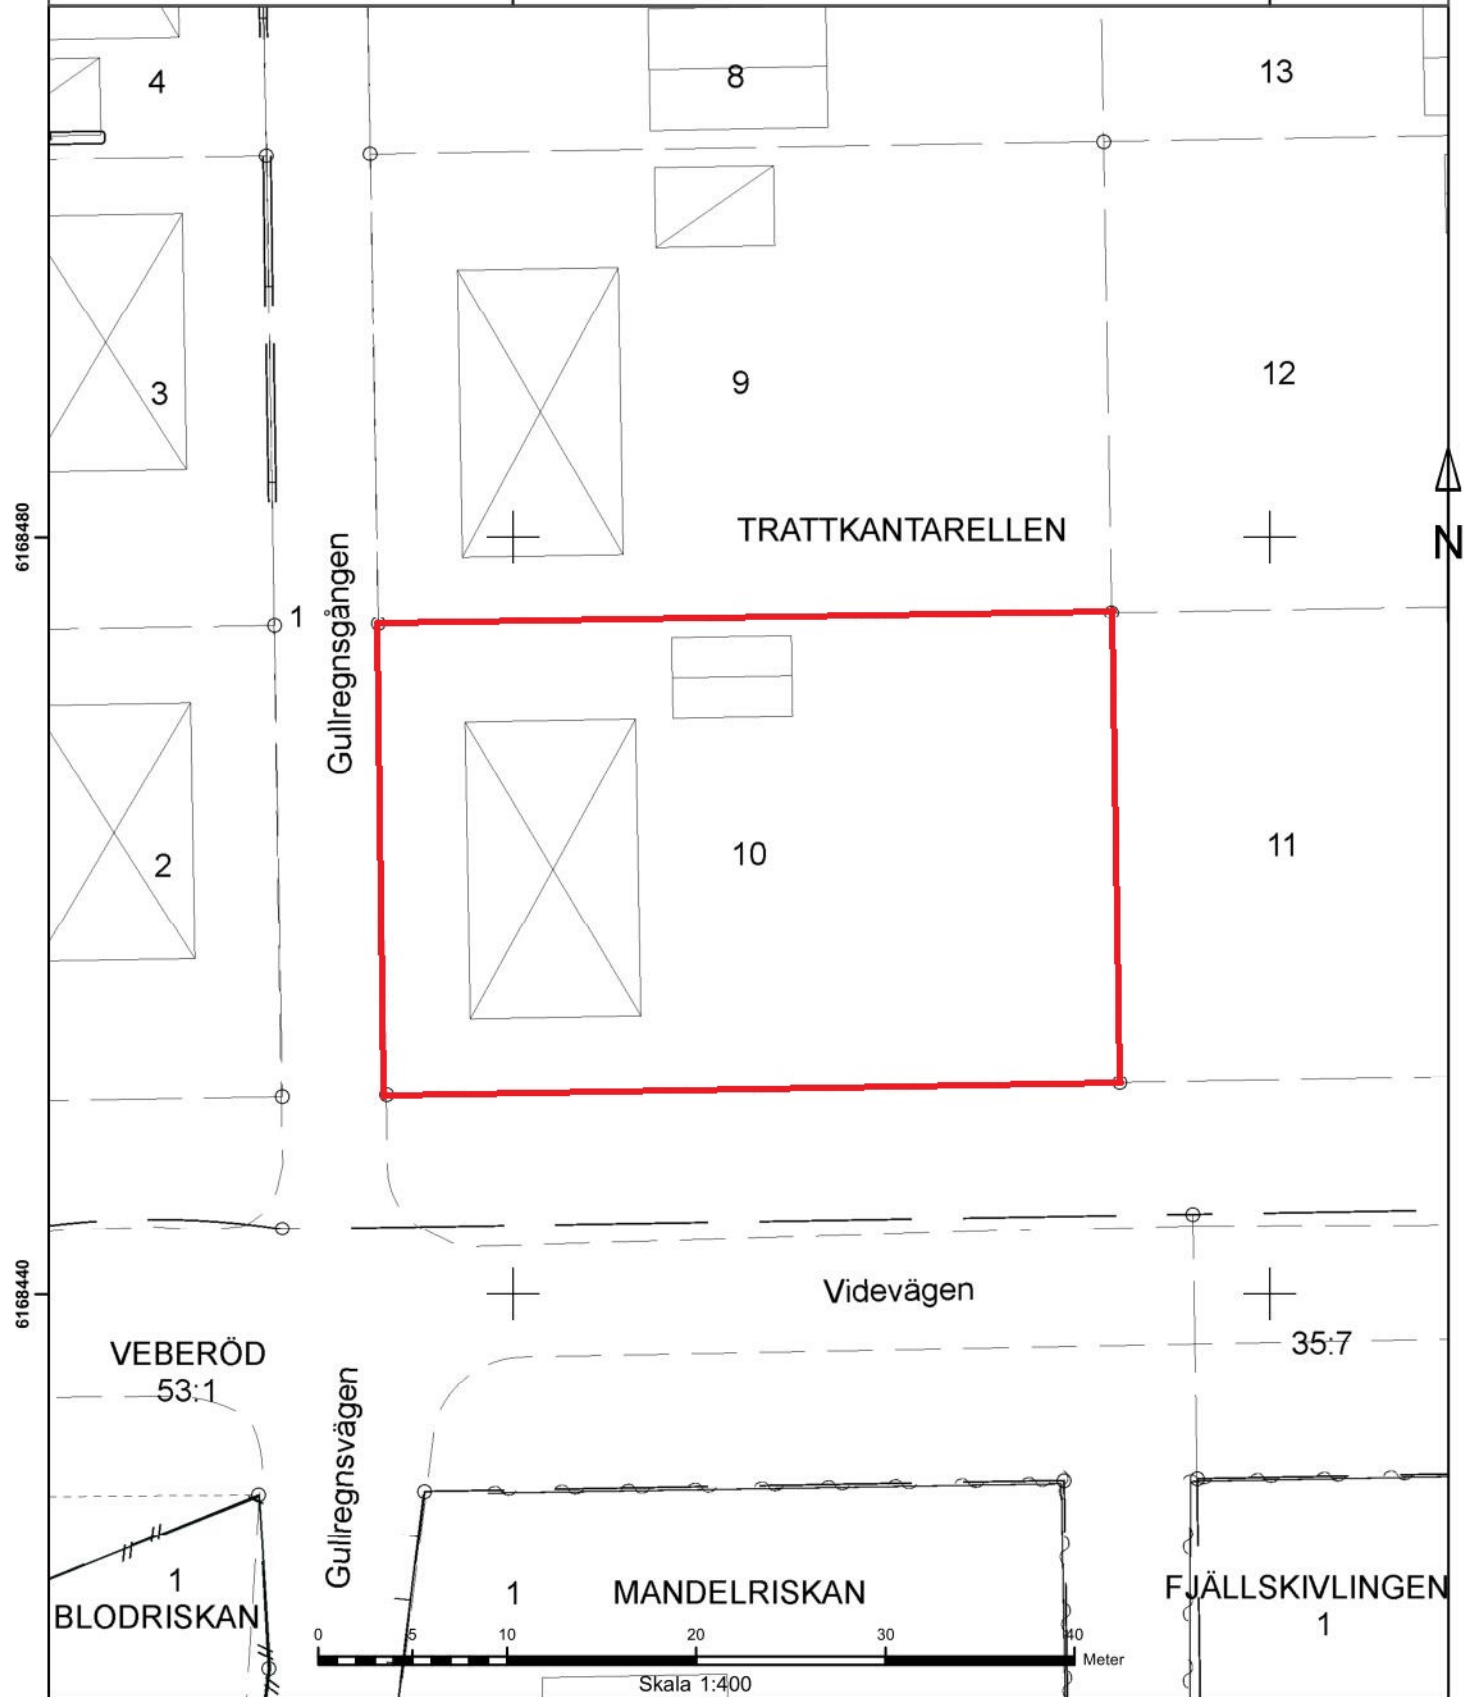 4
8
13
3
9
12
6168480
TRATTKANTARELLEN
N
1
Gullregnsgången
2
10
11
6168440
Videvägen
VEBERÖD
53:1
35:7
Gullregnsvägen
1
BLODRISKAN
1
MANDELRISKAN
FJÄLLSKIVLINGEN
1
0 5 10 20 30 40
Meter
Skala 1:400